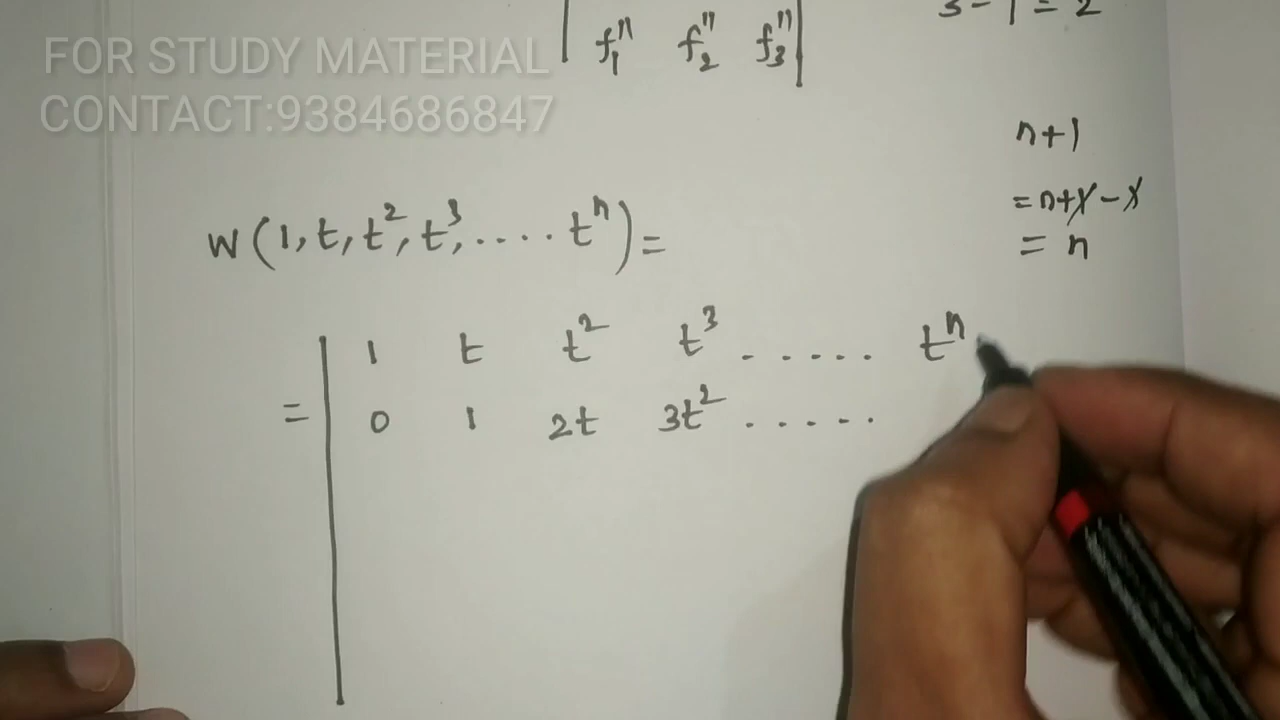 FOR STUDY MATERIAL
CONTACT:9384686847
f₁" f₂" f₃"
3 - 1 = 2
n+1
= n+1 - 1
= n
W(1, t, t², t³, .... tⁿ) =
= | 1 t t² t³ ..... tⁿ
0 1 2t 3t² .....